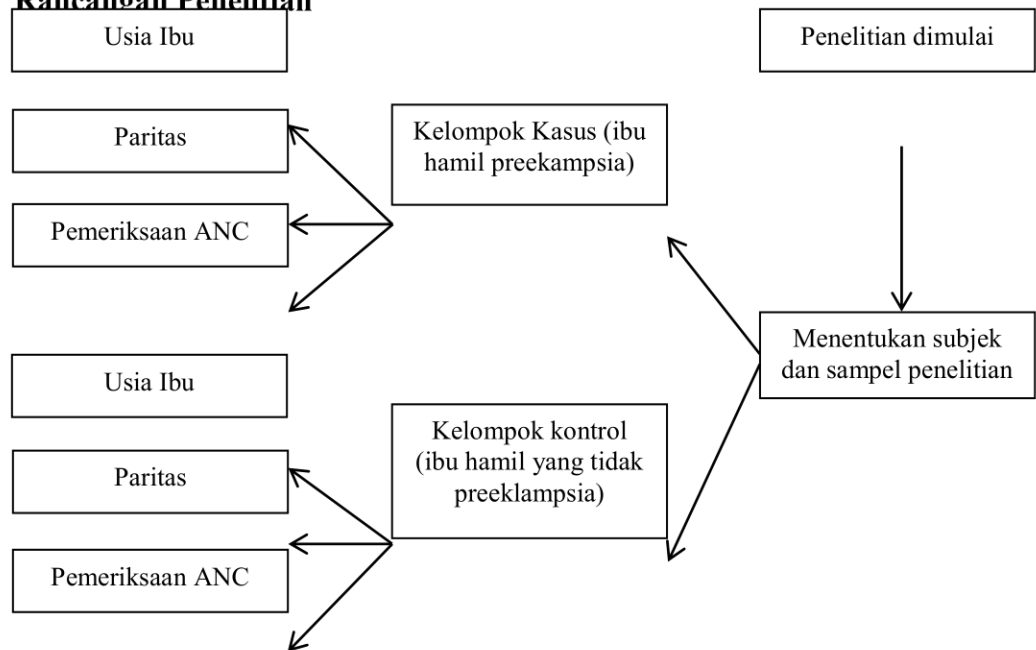 Rancangan Penelitian
Usia Ibu
Penelitian dimulai
Paritas
Kelompok Kasus (ibu
hamil preekampsia)
Pemeriksaan ANC
Menentukan subjek
dan sampel penelitian
Usia Ibu
Kelompok kontrol
(ibu hamil yang tidak
preeklampsia)
Paritas
Pemeriksaan ANC